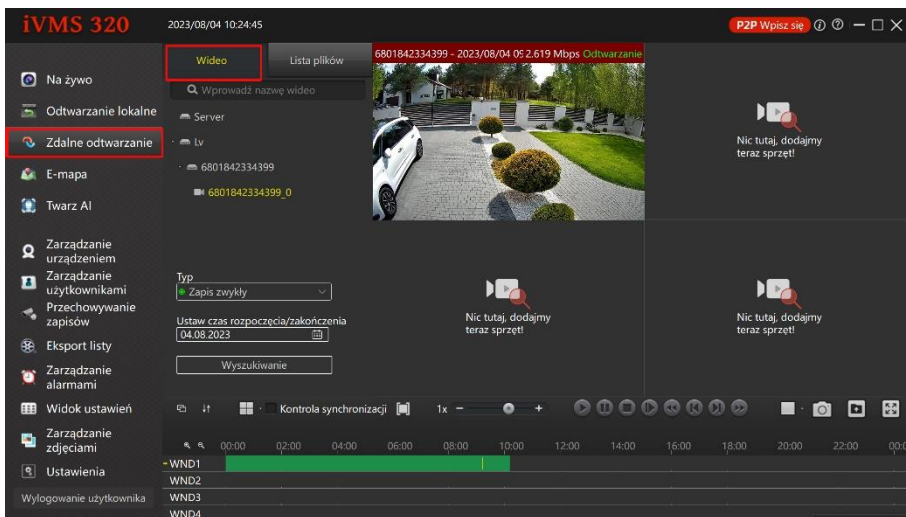 iVMS 320
2023/08/04 10:24:45
P2P Wpisz się
Na żywo
Odtwarzanie lokalne
Zdalne odtwarzanie
E-mapa
Twarz AI
Zarządzanie
urządzeniem
Zarządzanie
użytkownikami
Przechowywanie
zapisów
Eksport listy
Zarządzanie
alarmami
Widok ustawień
Zarządzanie
zdjęciami
Ustawienia
Wylogowanie użytkownika
Wideo
Lista plików
Wprowadź nazwę wideo
Server
Lv
6801842334399
6801842334399_0
Typ
Zapis zwykły
Ustaw czas rozpoczęcia/zakończenia
04.08.2023
Wyszukiwanie
6801842334399 - 2023/08/04 09 2.619 Mbps Odtwarzanie
Nic tutaj, dodajmy
teraz sprzęt!
Nic tutaj, dodajmy
teraz sprzęt!
Nic tutaj, dodajmy
teraz sprzęt!
Kontrola synchronizacji
1x - +
00:00 02:00 04:00 06:00 08:00 10:00 12:00 14:00 16:00 18:00 20:00 22:00
WND1
WND2
WND3
WND4